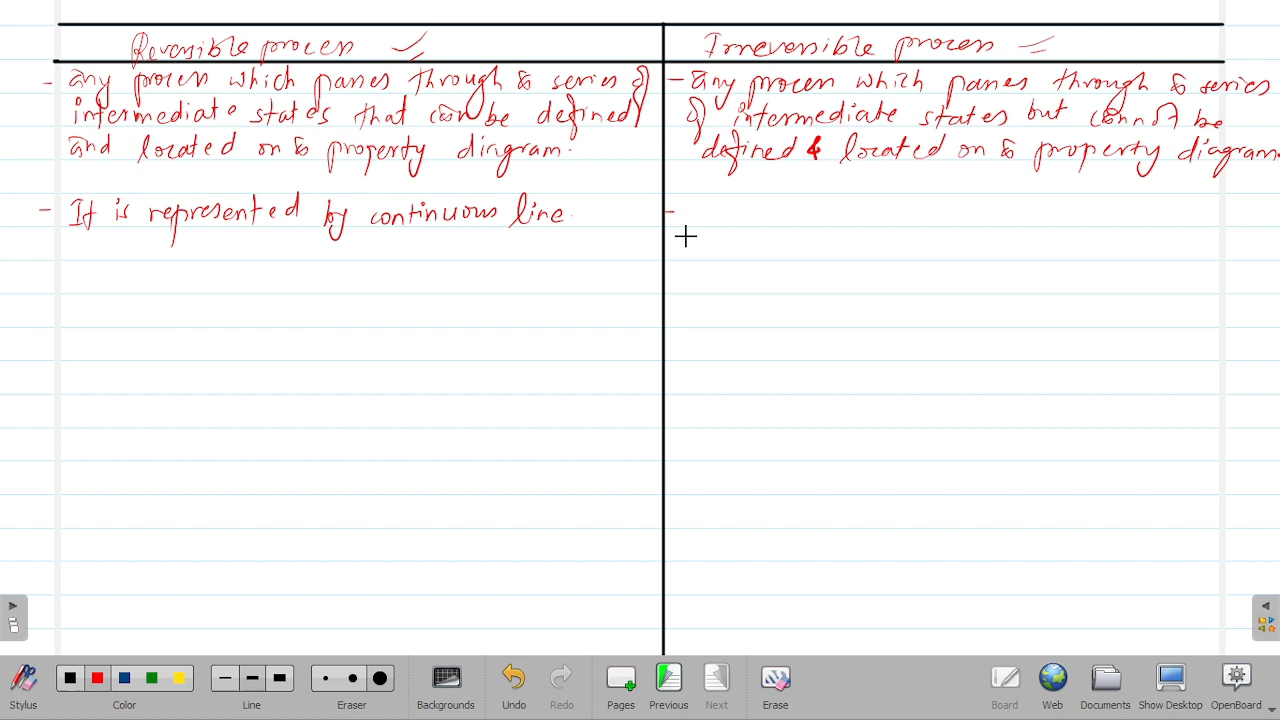 Reversible process
- any process which passes through a series of
intermediate states that can be defined
and located on a property diagram.
- It is represented by continuous line.
Irreversible process
- any process which passes through a series
of intermediate states but cannot be
defined & located on a property diagram
-
Stylus
Color
Line
Eraser
Backgrounds
Undo
Redo
Pages
Previous
Next
Erase
Board
Web
Documents
Show Desktop
OpenBoard